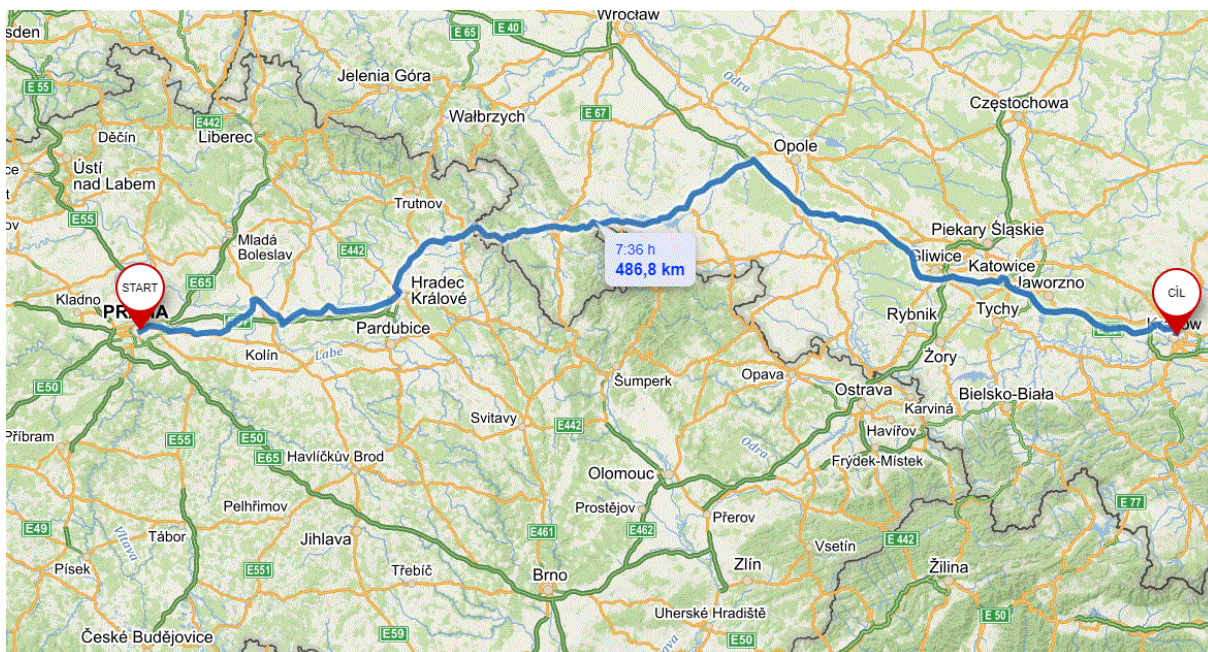 sden
E 65
E 40
Wrocław
Jelenia Góra
Odra
E 55
Wałbrzych
E 67
Częstochowa
Děčín
E442
Liberec
Opole
Ústí
nad Labem
Trutnov
E55
Mladá
Boleslav
E442
Piekary Śląskie
7:36 h
486,8 km
Gliwice
Katowice
START
E65
Hradec
Králové
Jaworzno
CÍL
Kladno
Pardubice
Rybnik
Tychy
Kolín
Labe
Żory
E50
Šumperk
Opava
Ostrava
Bielsko-Biała
Svitavy
E442
Karviná
Havířov
Příbram
E55
E50
E65
Havlíčkův Brod
Olomouc
Odra
Frýdek-Místek
Pelhřimov
Prostějov
Přerov
E 77
E49
Vltava
Tábor
Jihlava
E461
E462
Vsetín
E 442
Písek
E551
Třebíč
Brno
Zlín
Žilina
České Budějovice
E59
Uherské Hradiště
E50
E 50